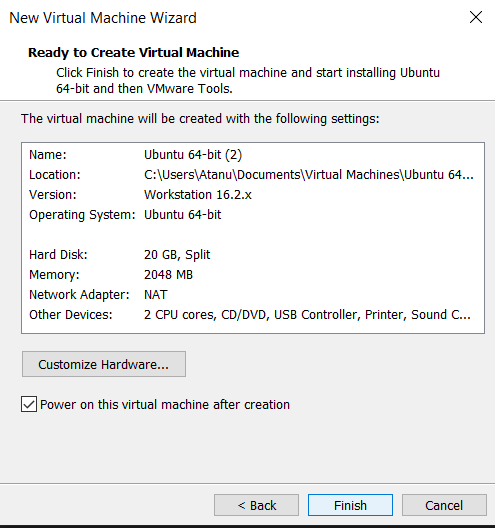 New Virtual Machine Wizard
Ready to Create Virtual Machine
Click Finish to create the virtual machine and start installing Ubuntu
64-bit and then VMware Tools.
The virtual machine will be created with the following settings:
Name: Ubuntu 64-bit (2)
Location: C:\Users\Atanu\Documents\Virtual Machines\Ubuntu 64...
Version: Workstation 16.2.x
Operating System: Ubuntu 64-bit
Hard Disk: 20 GB, Split
Memory: 2048 MB
Network Adapter: NAT
Other Devices: 2 CPU cores, CD/DVD, USB Controller, Printer, Sound C...
Customize Hardware...
Power on this virtual machine after creation
< Back Finish Cancel